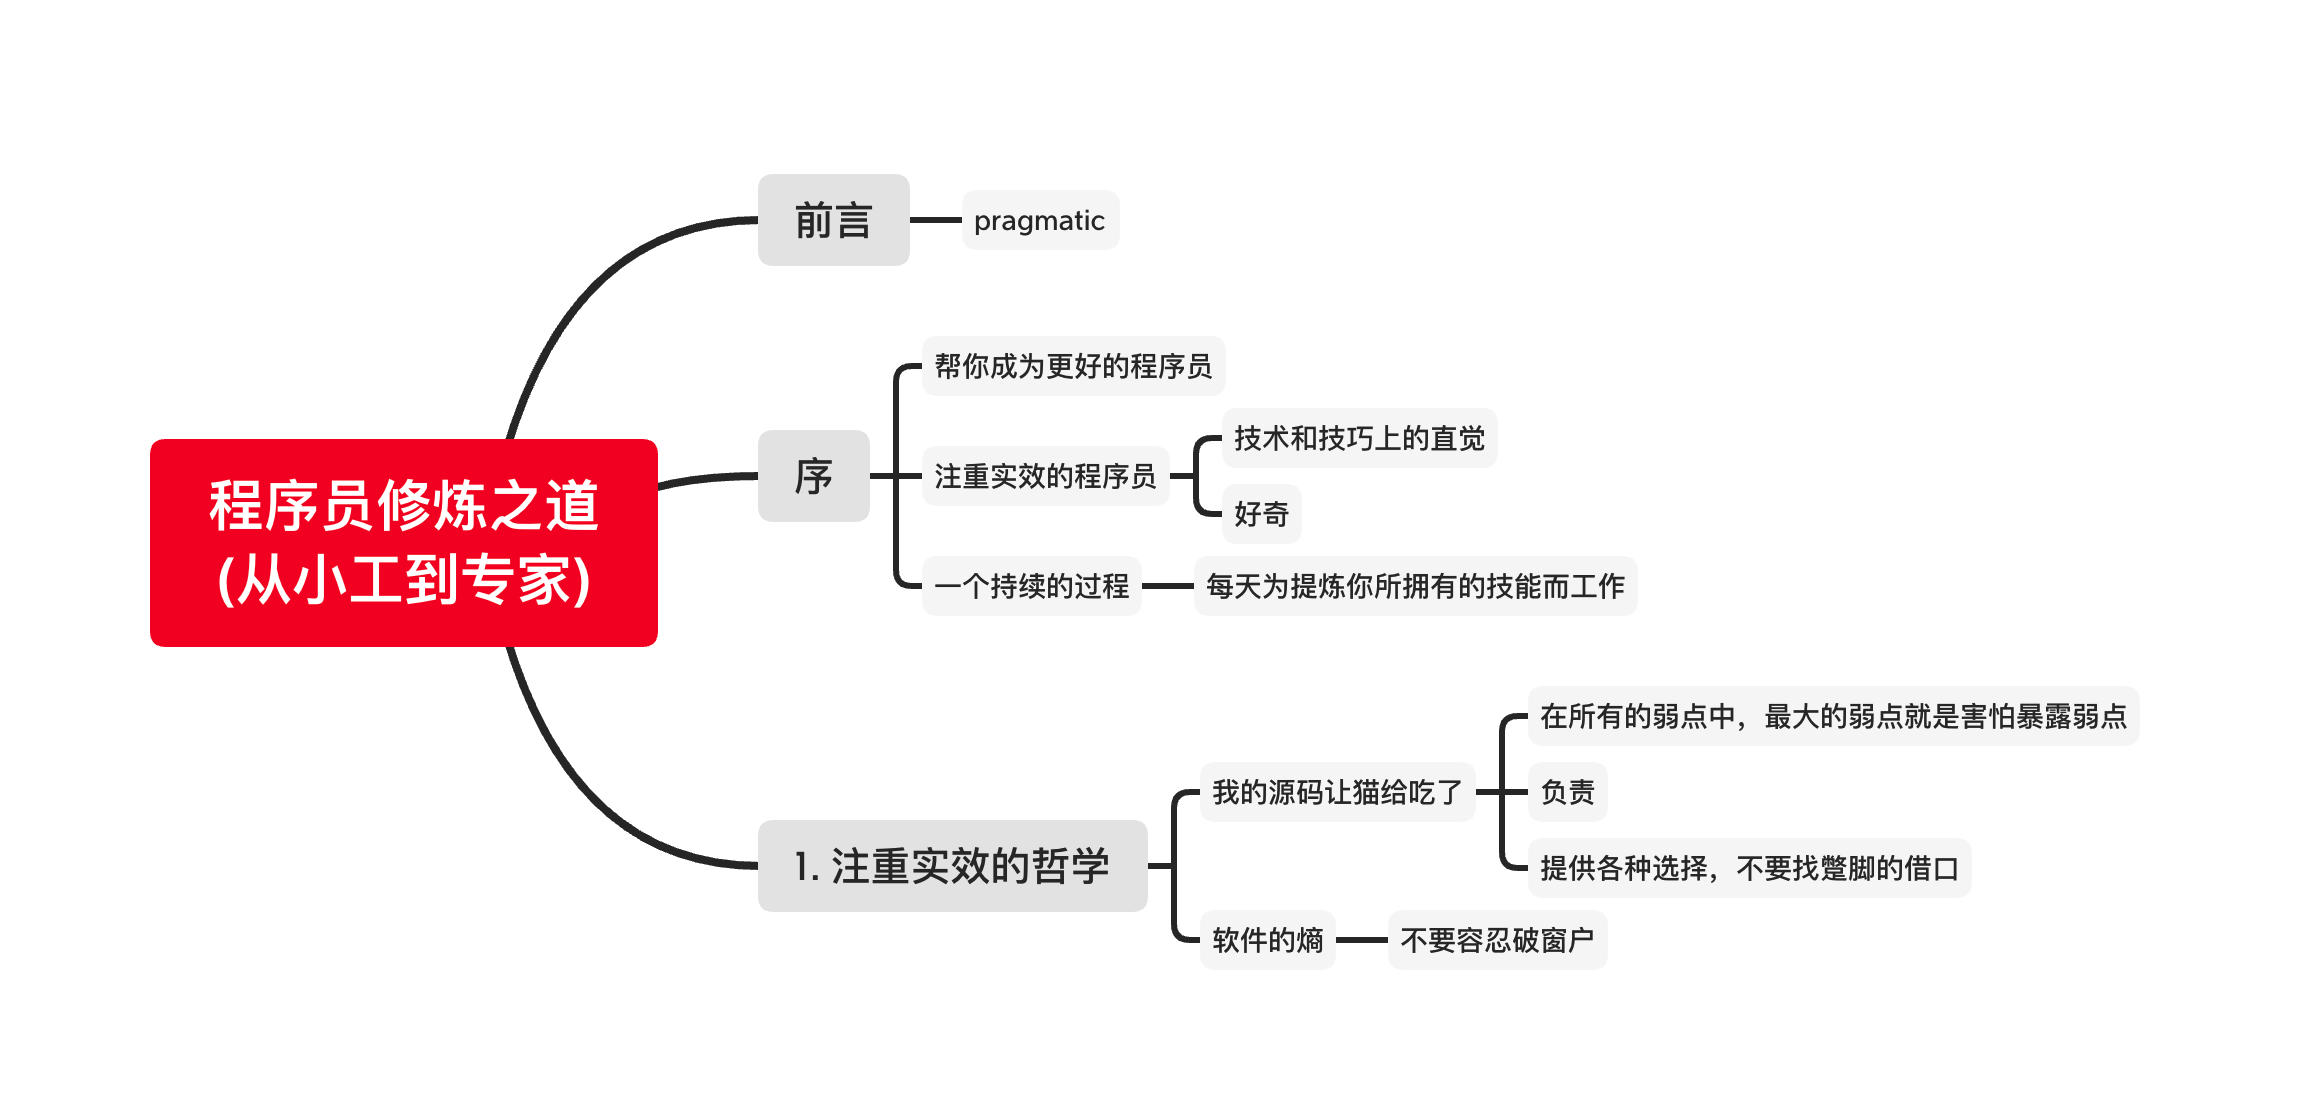 程序员修炼之道
(从小工到专家)
前言
pragmatic
序
帮你成为更好的程序员
注重实效的程序员
技术和技巧上的直觉
好奇
一个持续的过程
每天为提炼你所拥有的技能而工作
1. 注重实效的哲学
我的源码让猫给吃了
在所有的弱点中，最大的弱点就是害怕暴露弱点
负责
提供各种选择，不要找蹩脚的借口
软件的熵
不要容忍破窗户